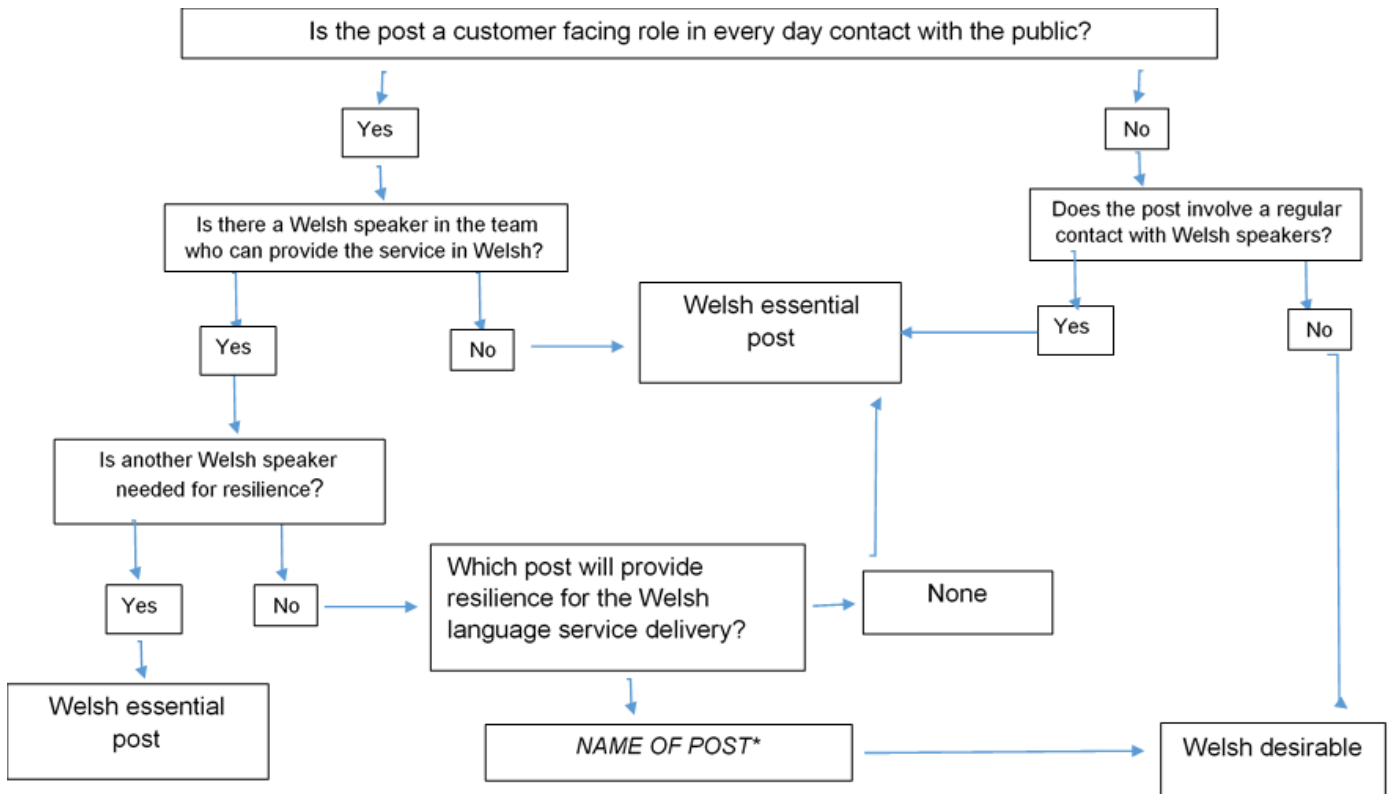 Is the post a customer facing role in every day contact with the public?
Yes
No
Is there a Welsh speaker in the team
who can provide the service in Welsh?
Does the post involve a regular
contact with Welsh speakers?
Welsh essential
post
Yes
No
Yes
No
Is another Welsh speaker
needed for resilience?
Which post will provide
resilience for the Welsh
language service delivery?
None
Yes
No
Welsh essential
post
NAME OF POST*
Welsh desirable